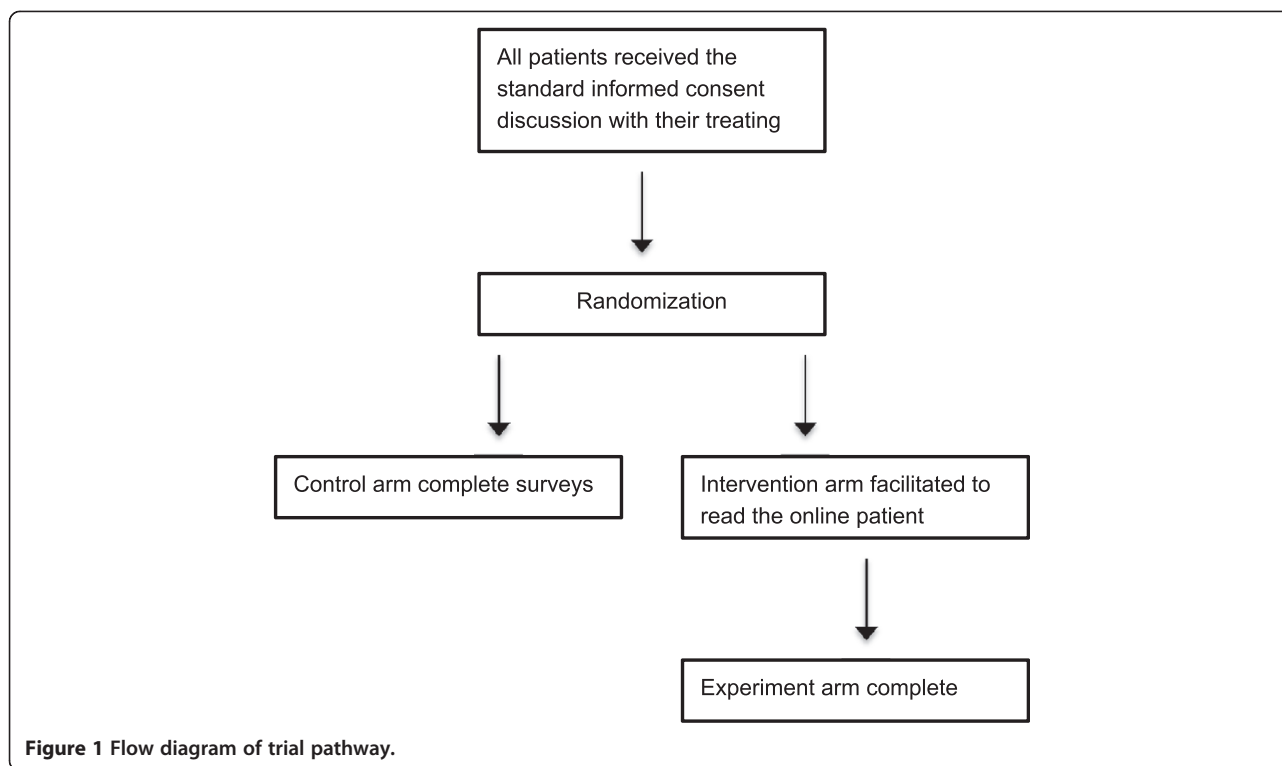 All patients received the
standard informed consent
discussion with their treating
Randomization
Control arm complete surveys
Intervention arm facilitated to
read the online patient
Experiment arm complete
Figure 1 Flow diagram of trial pathway.